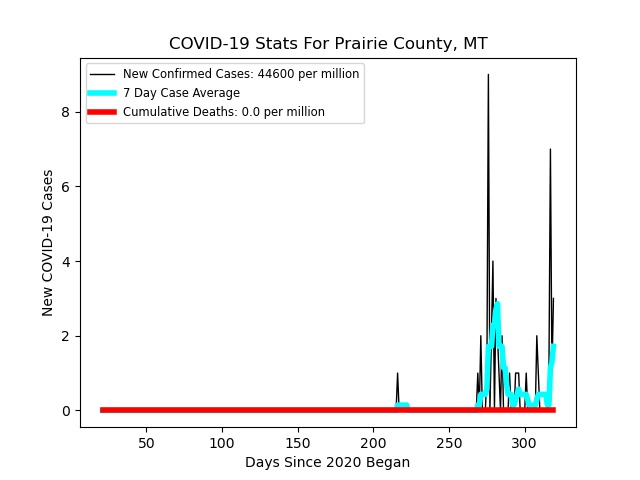 COVID-19 Stats For Prairie County, MT
New Confirmed Cases: 44600 per million
7 Day Case Average
Cumulative Deaths: 0.0 per million
New COVID-19 Cases
8
6
4
2
0
50 100 150 200 250 300
Days Since 2020 Began